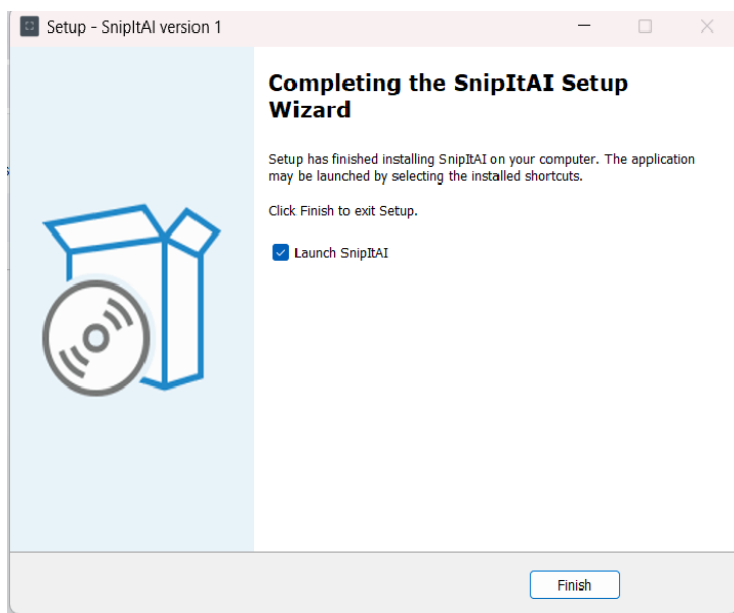 Setup - SnipItAI version 1
Completing the SnipItAI Setup
Wizard
Setup has finished installing SnipItAI on your computer. The application
may be launched by selecting the installed shortcuts.
Click Finish to exit Setup.
Launch SnipItAI
Finish